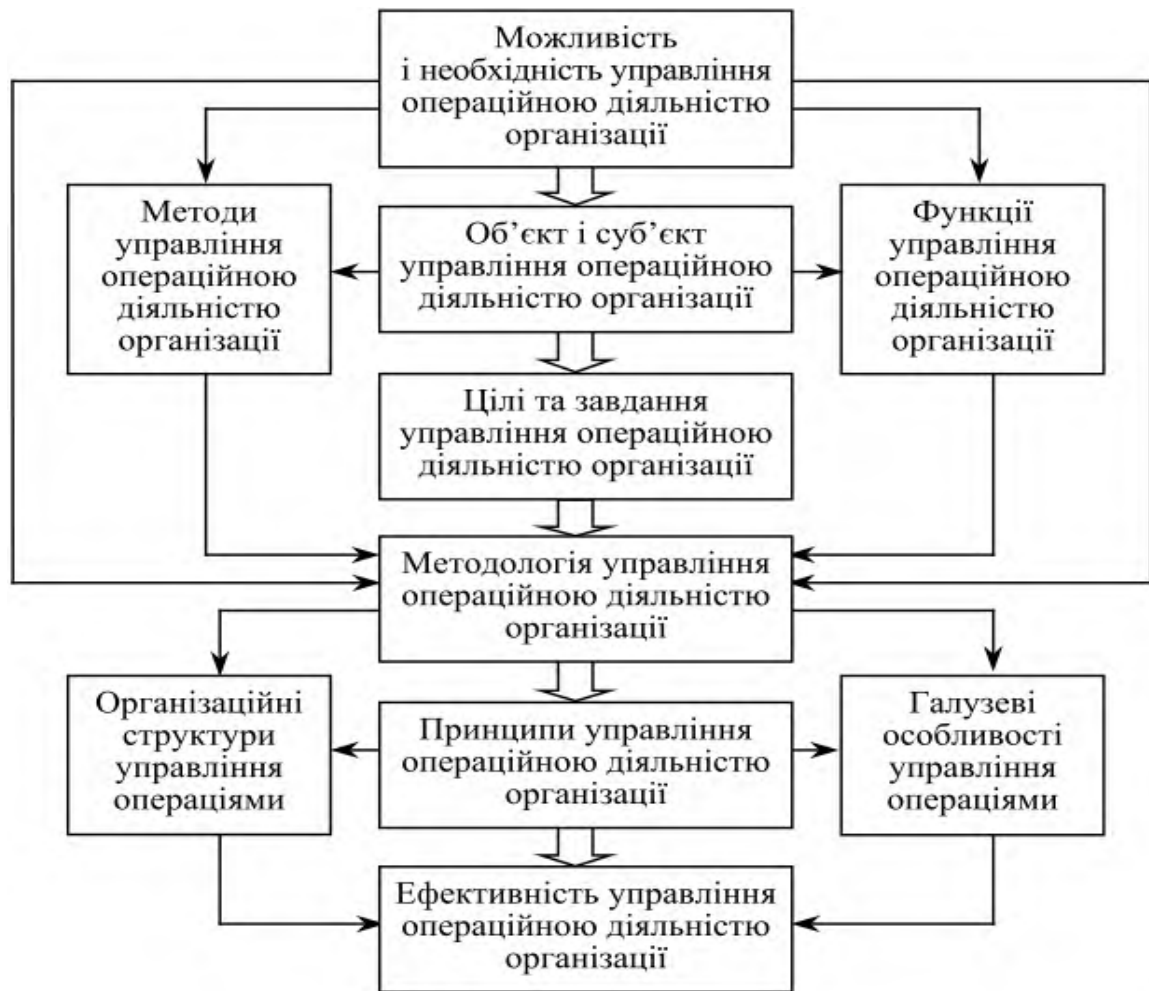 Можливість
і необхідність управління
операційною діяльністю
організації
Методи
управління
операційною
діяльністю
організації
Об’єкт і суб’єкт
управління операційною
діяльністю організації
Функції
управління
операційною
діяльністю
організації
Цілі та завдання
управління операційною
діяльністю організації
Методологія управління
операційною діяльністю
організації
Організаційні
структури
управління
операціями
Принципи управління
операційною діяльністю
організації
Галузеві
особливості
управління
операціями
Ефективність управління
операційною діяльністю
організації